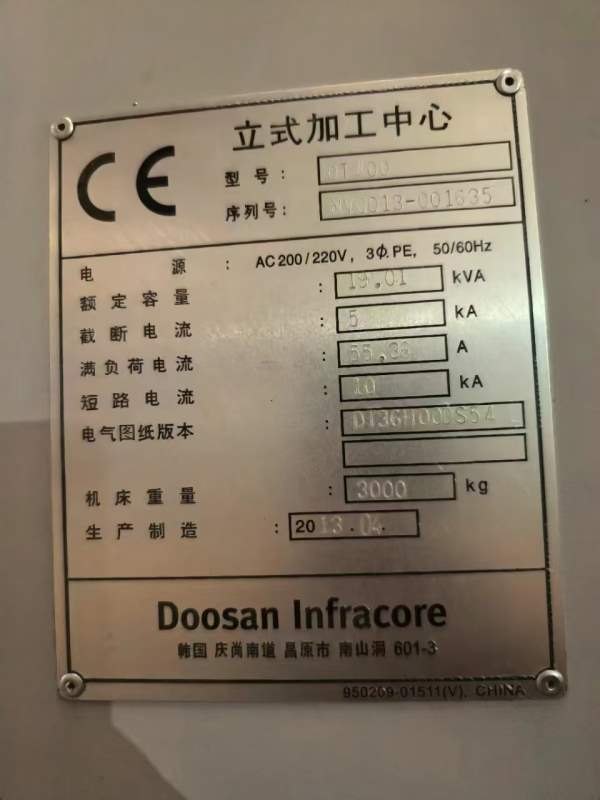 CE
立式加工中心
型号:
序列号: 0013-001635
电源: AC200/220V, 3Φ.PE, 50/60Hz
额定容量: 19.01 kVA
截断电流: 5 kA
满负荷电流: 55.39 A
短路电流: 10 kA
电气图纸版本:
机床重量: 3000 kg
生产制造: 2013.04
Doosan Infracore
韩国 庆尚南道 昌原市 南山洞 601-3
950269-01511(V), CHINA